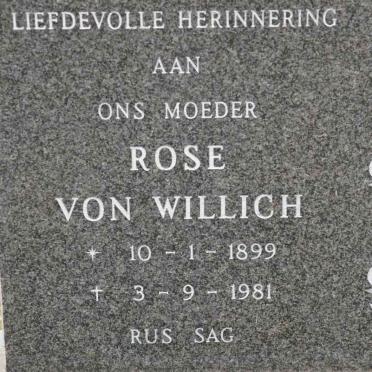 LIEFDEVOLLE HERINNERING
AAN
ONS MOEDER
ROSE
VON WILLICH
* 10 - 1 - 1899
† 3 - 9 - 1981
RUS SAG